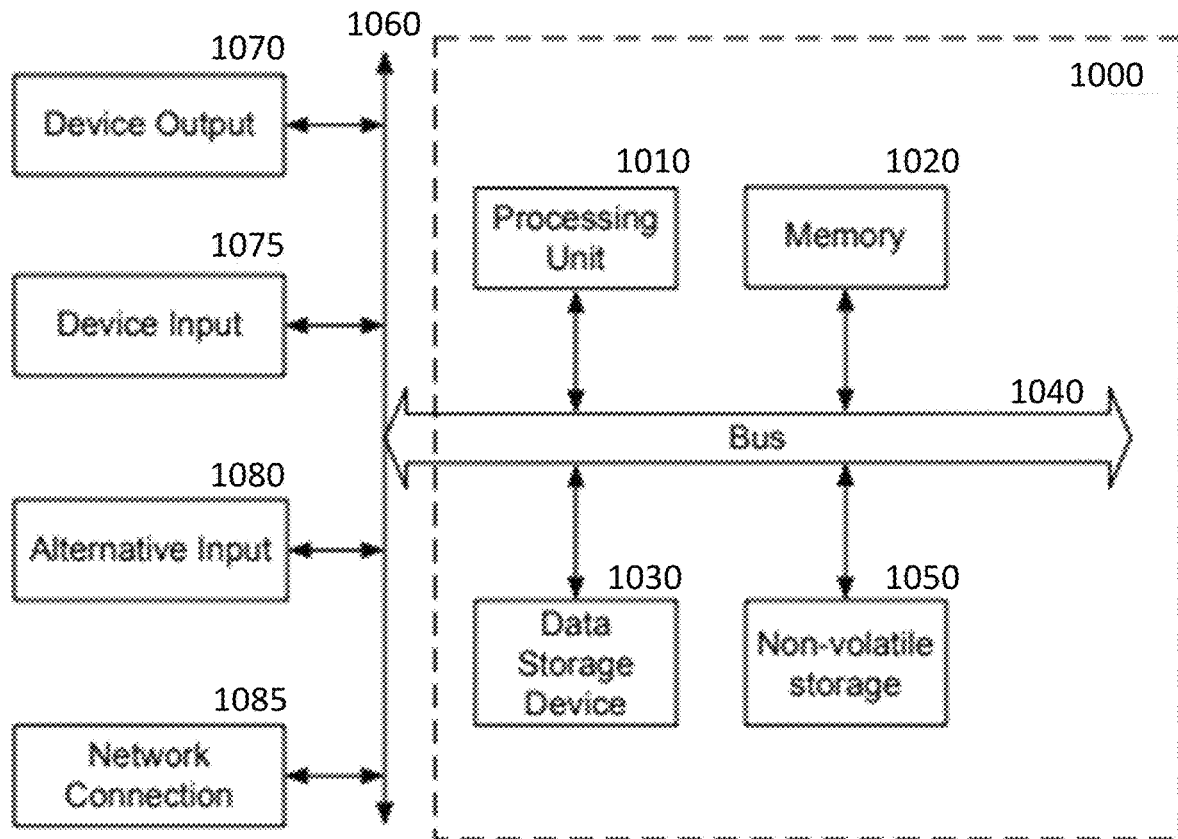 1060
1070
Device Output
1000
1010
Processing
Unit
1020
Memory
1075
Device Input
1040
Bus
1080
Alternative Input
1030
Data
Storage
Device
1050
Non-volatile
storage
1085
Network
Connection